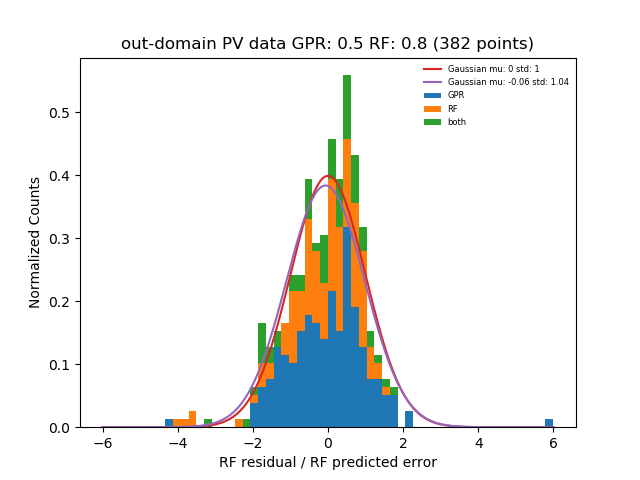 out-domain PV data GPR: 0.5 RF: 0.8 (382 points)
Gaussian mu: 0 std: 1
Gaussian mu: -0.06 std: 1.04
GPR
RF
both
Normalized Counts
0.5
0.4
0.3
0.2
0.1
0.0
−6 −4 −2 0 2 4 6
RF residual / RF predicted error